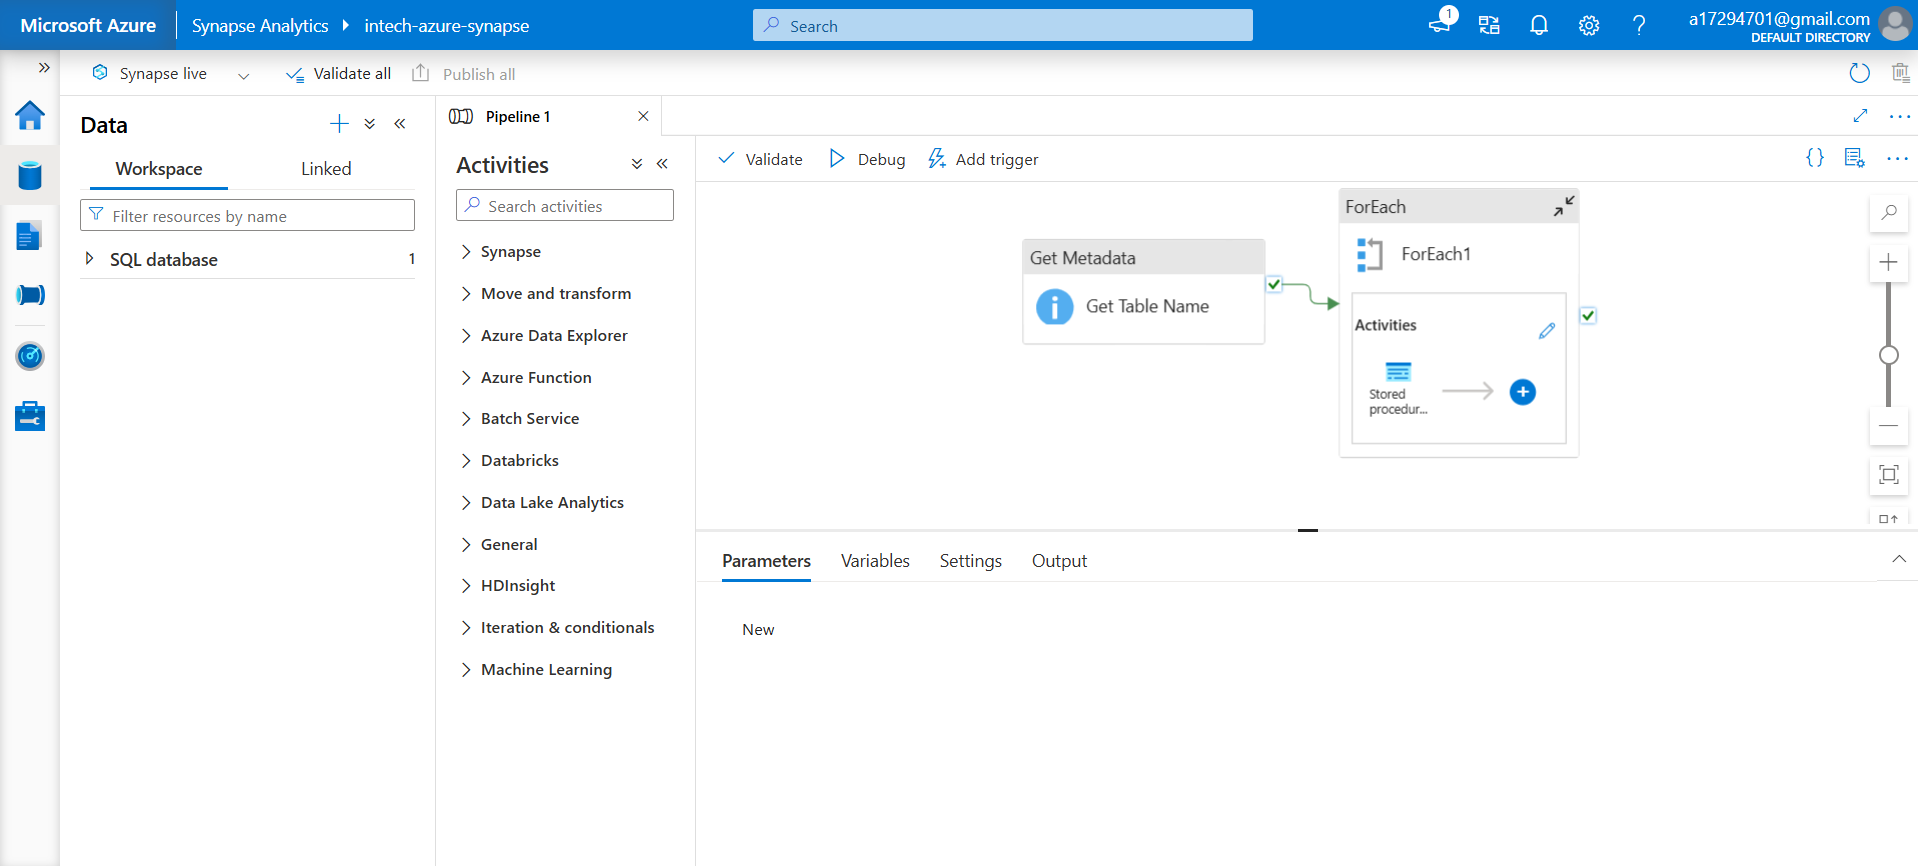 Microsoft Azure
Synapse Analytics
intech-azure-synapse
Search
1
a17294701@gmail.com
DEFAULT DIRECTORY
Synapse live
Validate all
Publish all
Data
Workspace
Linked
Filter resources by name
SQL database
1
Pipeline 1
Activities
Search activities
Synapse
Move and transform
Azure Data Explorer
Azure Function
Batch Service
Databricks
Data Lake Analytics
General
HDInsight
Iteration & conditionals
Machine Learning
Validate
Debug
Add trigger
Get Metadata
Get Table Name
ForEach
ForEach1
Activities
Stored
procedur...
Parameters
Variables
Settings
Output
New